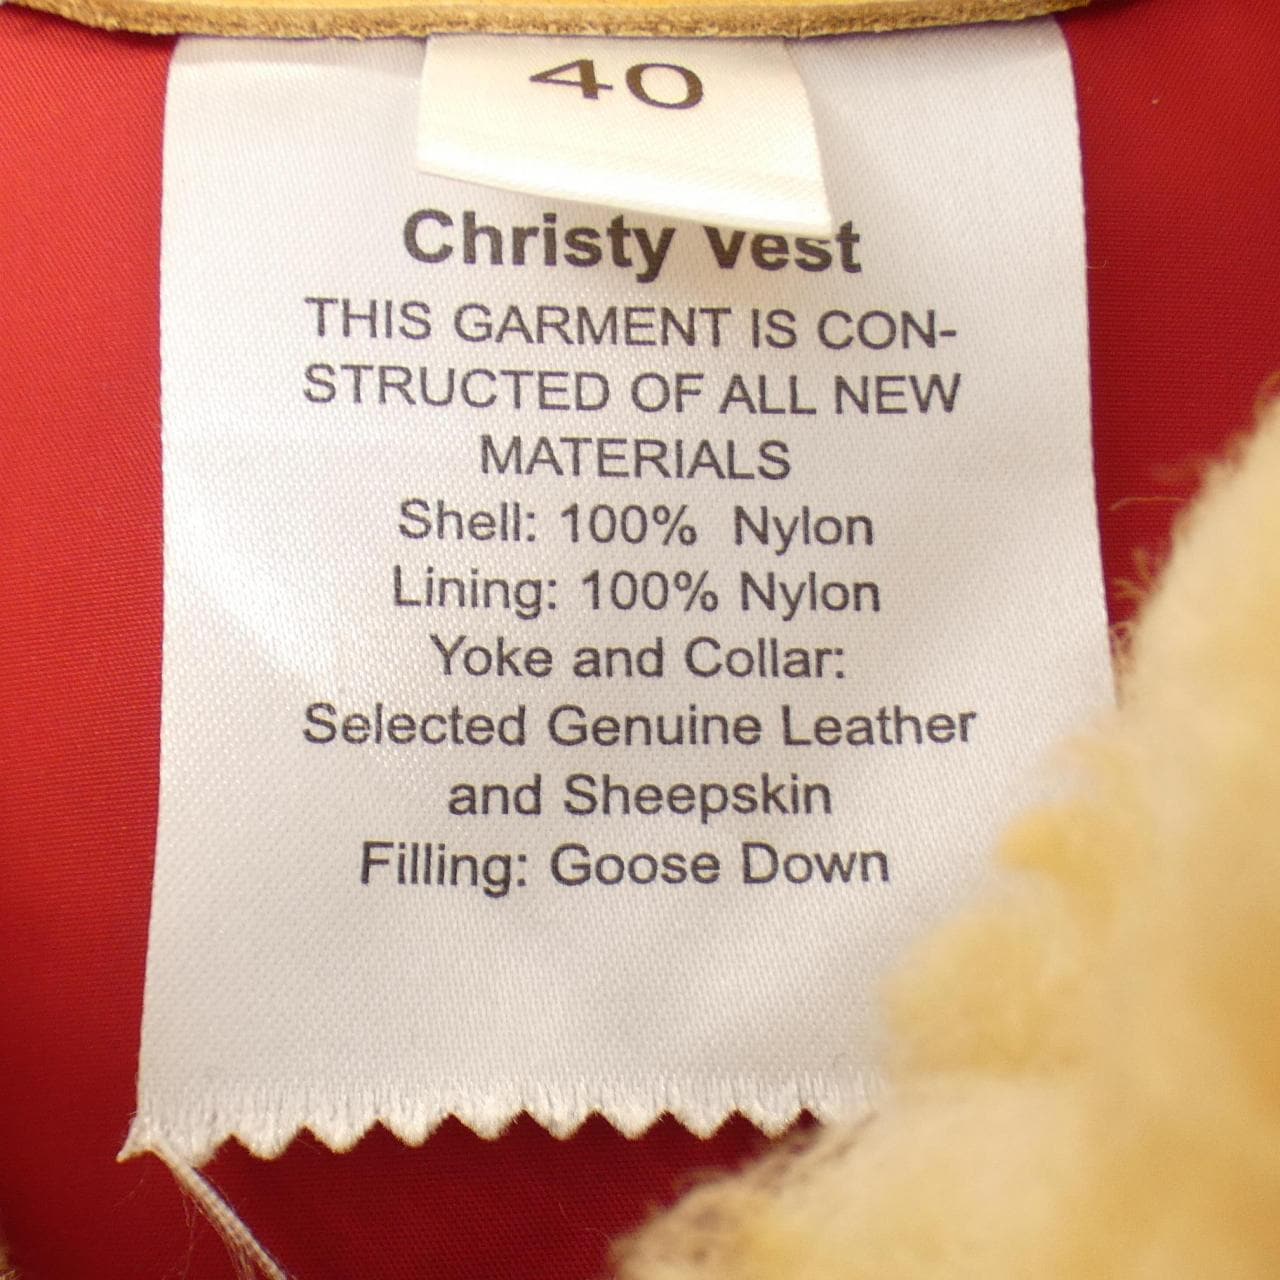 40
Christy Vest
THIS GARMENT IS CON-
STRUCTED OF ALL NEW
MATERIALS
Shell: 100% Nylon
Lining: 100% Nylon
Yoke and Collar:
Selected Genuine Leather
and Sheepskin
Filling: Goose Down